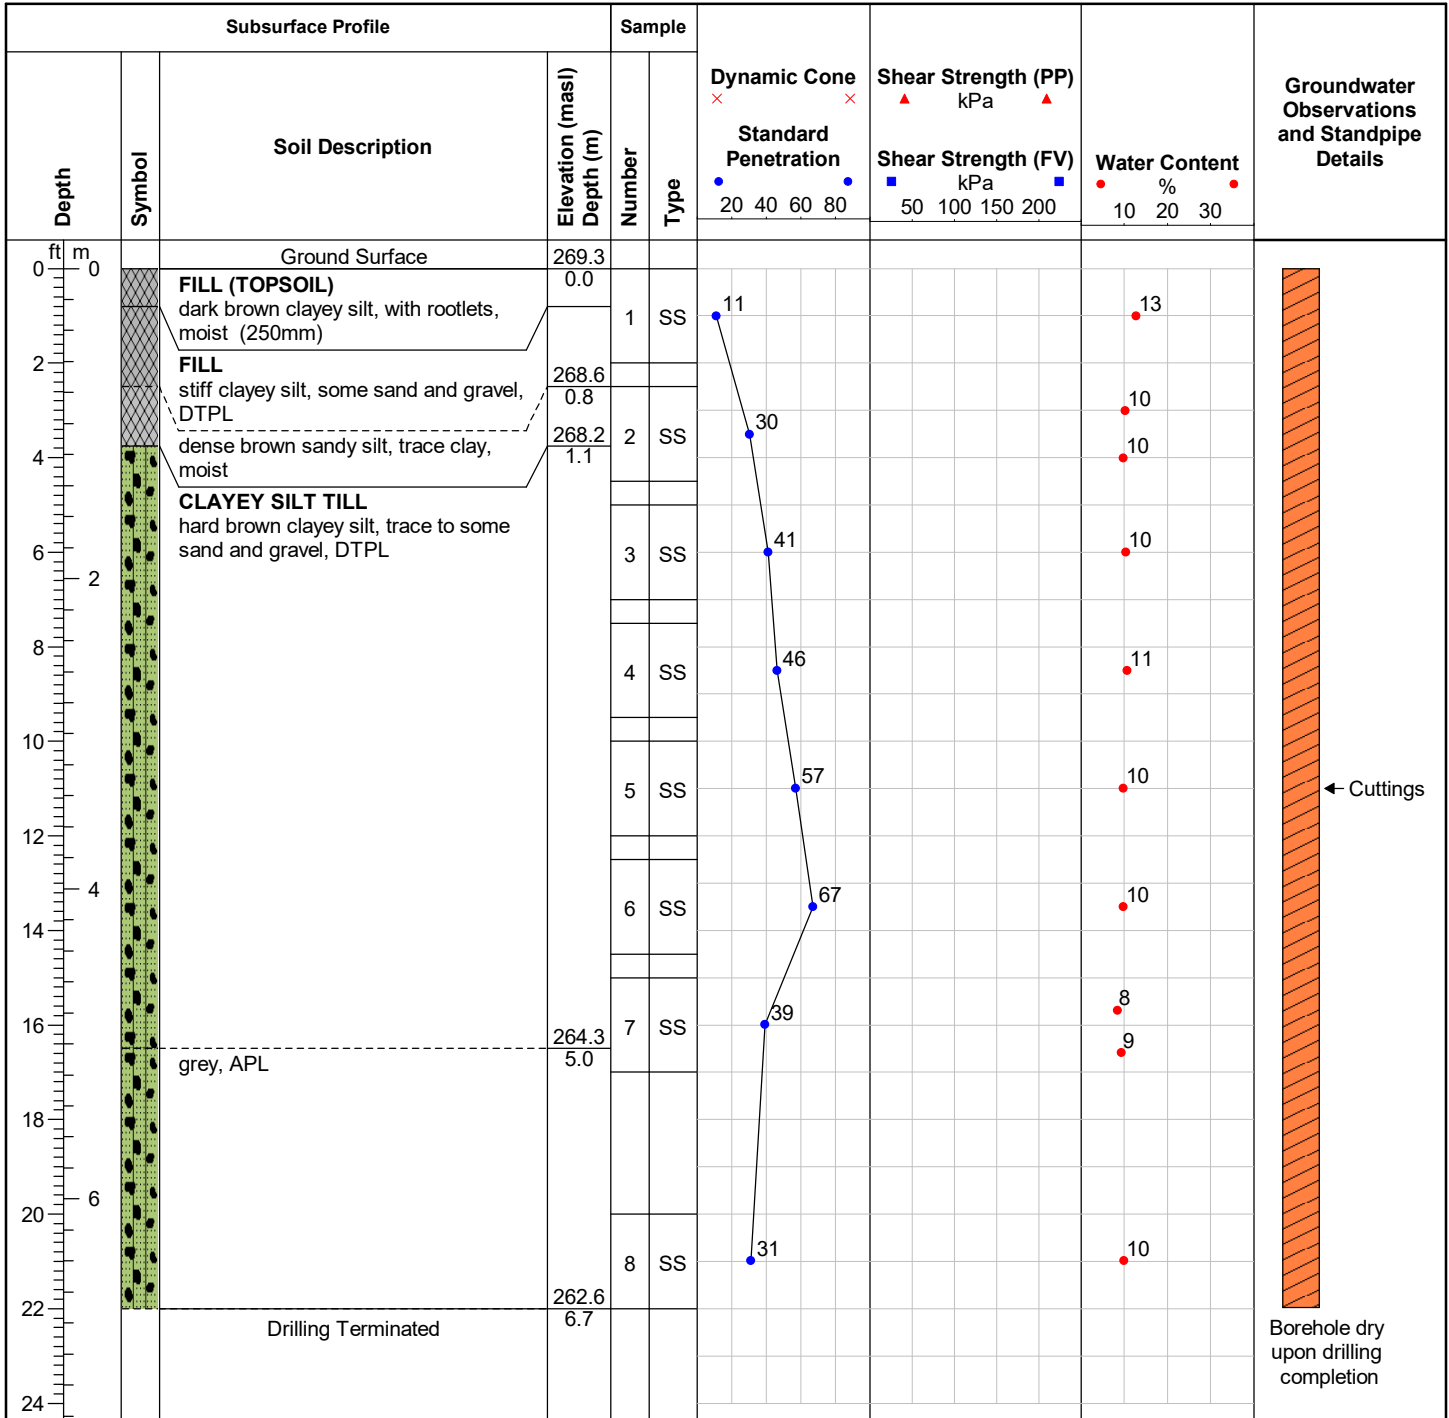 Subsurface Profile
Sample
Depth
Symbol
Soil Description
Elevation (masl)
Depth (m)
Number
Type
Dynamic Cone
Standard
Penetration
20 40 60 80
Shear Strength (PP)
kPa
Shear Strength (FV)
kPa
50 100 150 200
Water Content
%
10 20 30
Groundwater
Observations
and Standpipe
Details
ft m
0 0
2
4
6
2
8
10
12
4
14
16
18
6
20
22
24
Ground Surface
269.3
0.0
FILL (TOPSOIL)
dark brown clayey silt, with rootlets,
moist (250mm)
FILL
stiff clayey silt, some sand and gravel,
DTPL
268.6
0.8
dense brown sandy silt, trace clay,
moist
268.2
1.1
CLAYEY SILT TILL
hard brown clayey silt, trace to some
sand and gravel, DTPL
264.3
5.0
grey, APL
262.6
6.7
Drilling Terminated
1 SS
2 SS
3 SS
4 SS
5 SS
6 SS
7 SS
8 SS
11
30
41
46
57
67
39
31
13
10
10
10
11
10
10
8
9
10
Cuttings
Borehole dry
upon drilling
completion